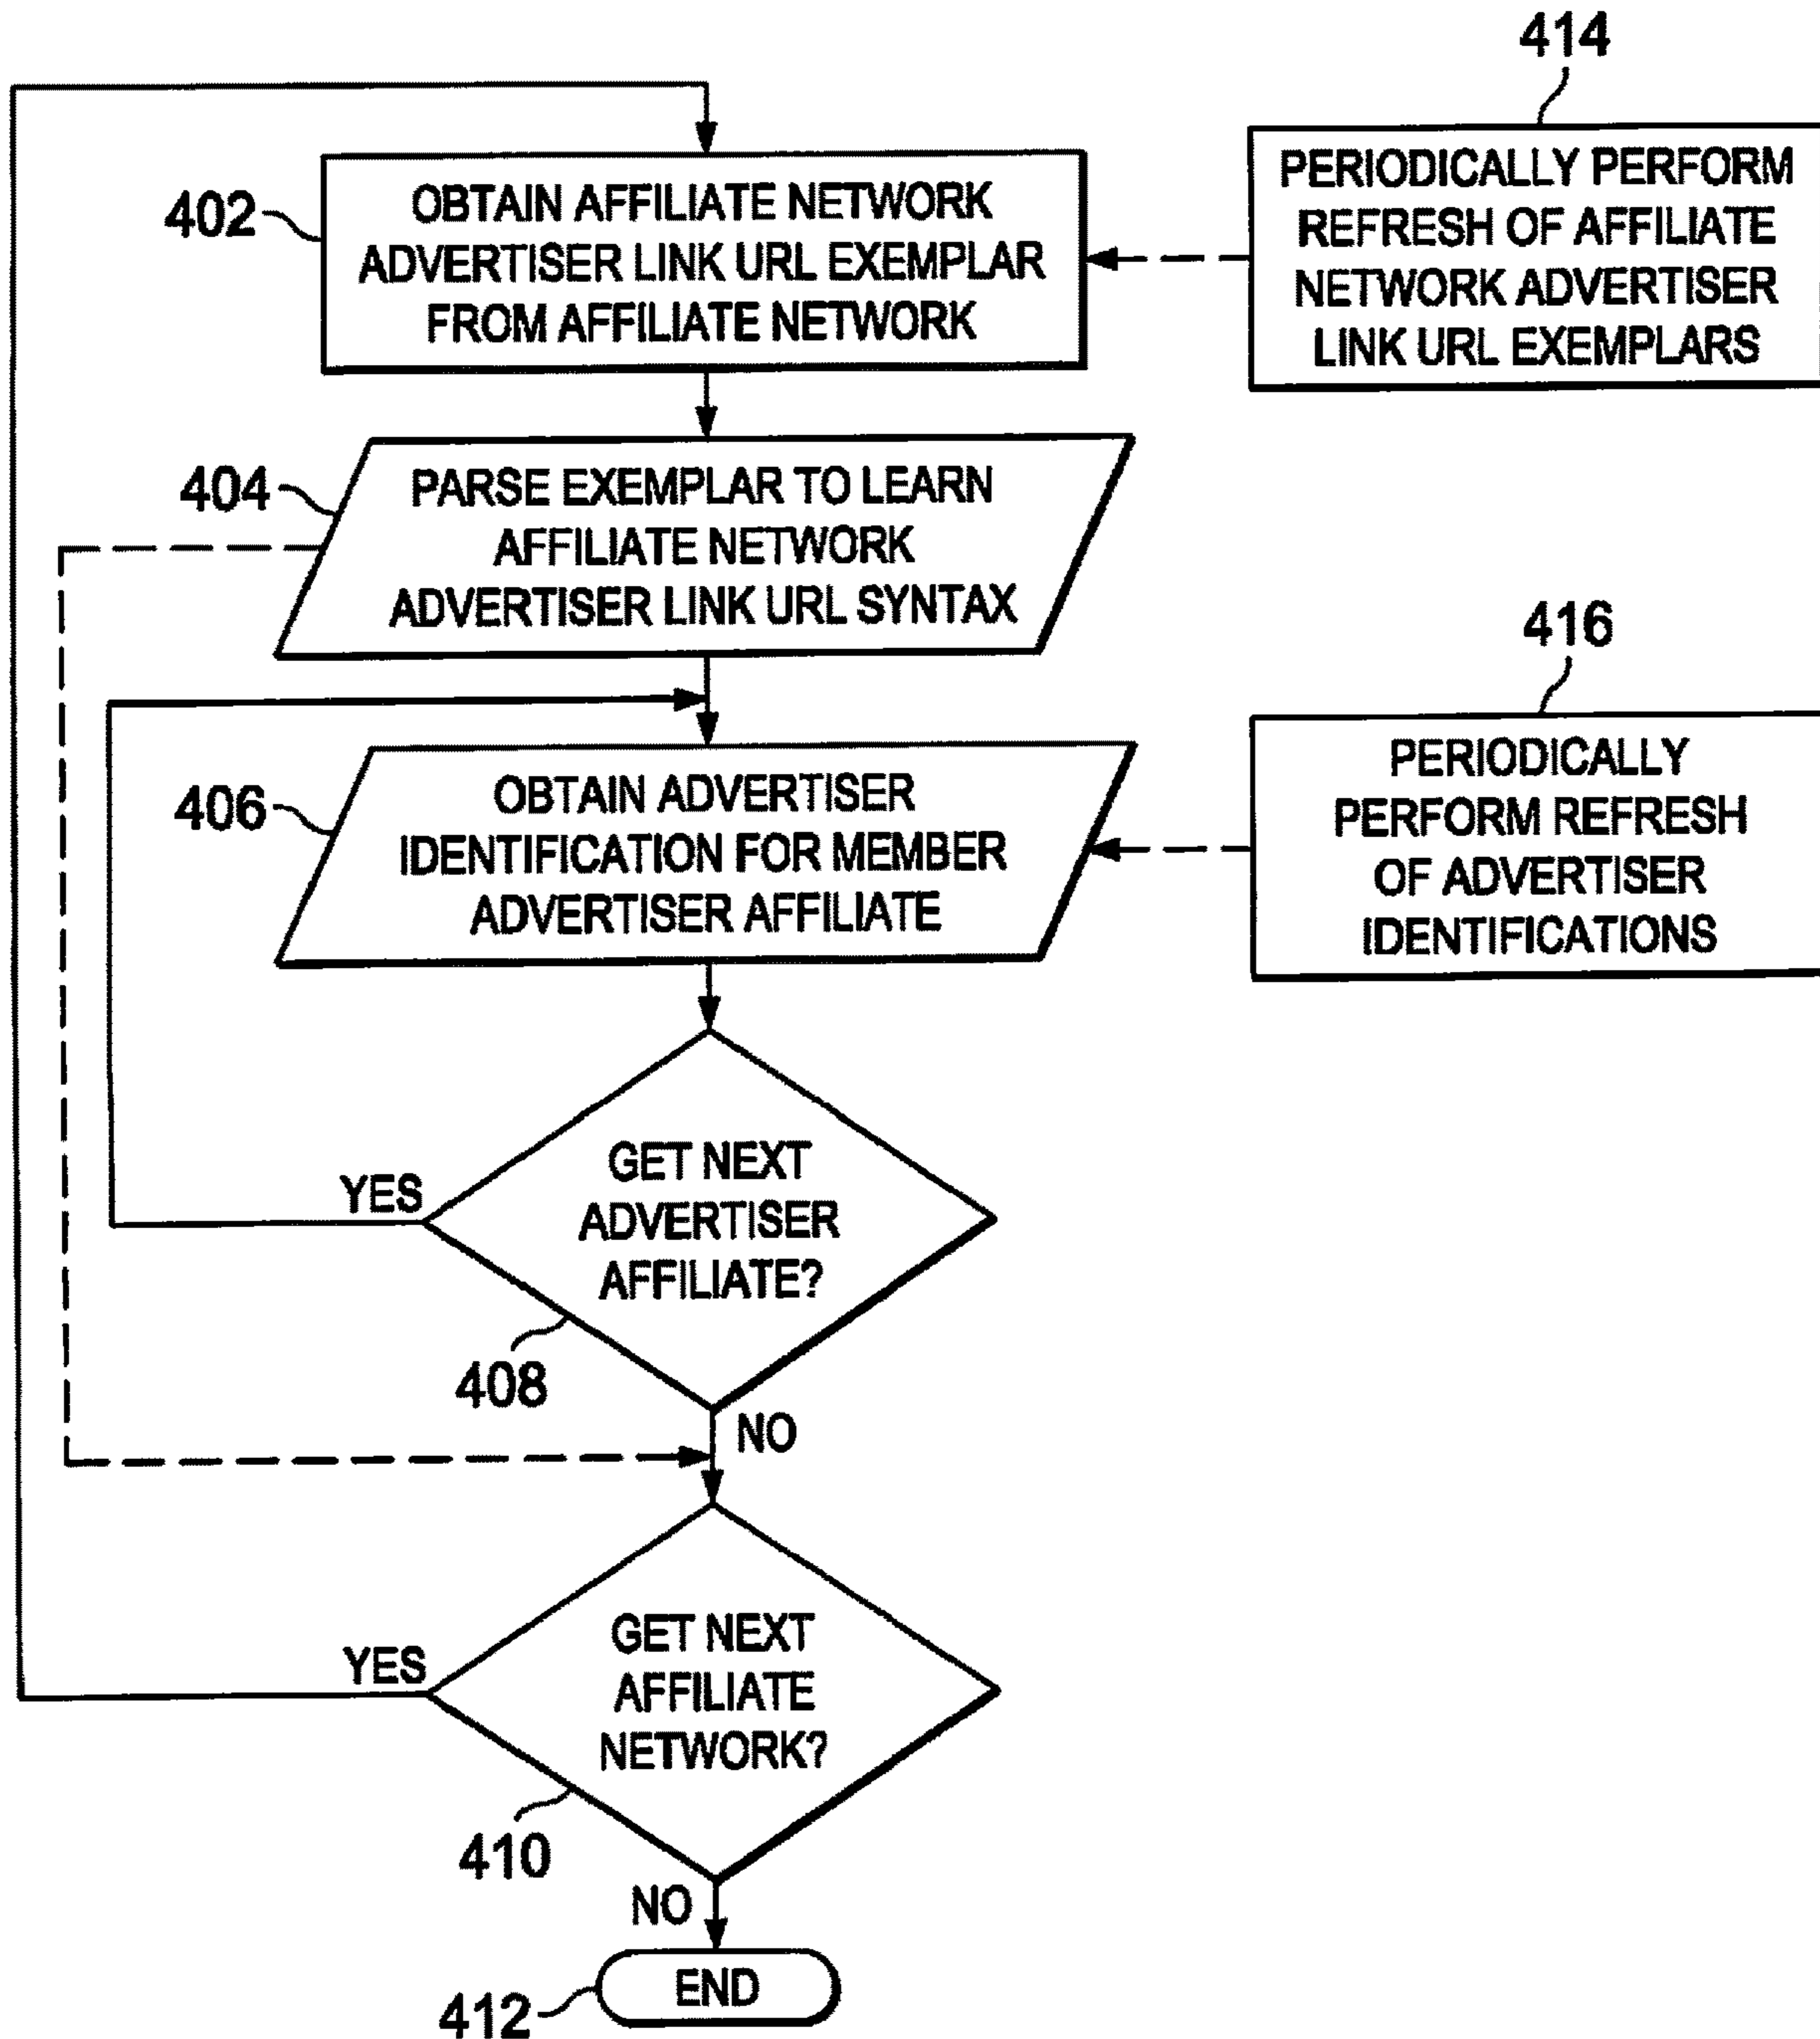 414
402
OBTAIN AFFILIATE NETWORK
ADVERTISER LINK URL EXEMPLAR
FROM AFFILIATE NETWORK
PERIODICALLY PERFORM
REFRESH OF AFFILIATE
NETWORK ADVERTISER
LINK URL EXEMPLARS
404
PARSE EXEMPLAR TO LEARN
AFFILIATE NETWORK
ADVERTISER LINK URL SYNTAX
416
406
OBTAIN ADVERTISER
IDENTIFICATION FOR MEMBER
ADVERTISER AFFILIATE
PERIODICALLY
PERFORM REFRESH
OF ADVERTISER
IDENTIFICATIONS
YES
GET NEXT
ADVERTISER
AFFILIATE?
408
NO
YES
GET NEXT
AFFILIATE
NETWORK?
410
NO
END
412